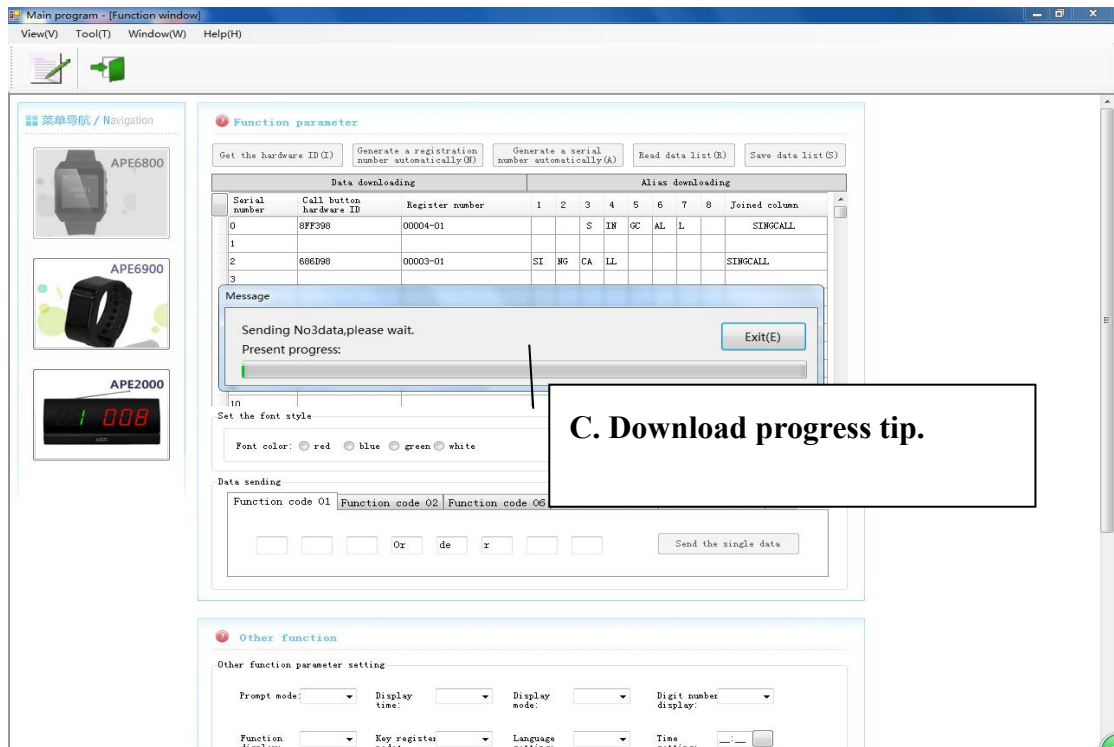 Main program - [Function window]
View(V) Tool(T) Window(W) Help(H)
菜单导航 / Navigation
APE6800
APE6900
APE2000
1 008
Function parameter
Get the hardware ID(I)
Generate a registration
number automatically(N)
Generate a serial
number automatically(A)
Read data list(R)
Save data list(S)
Data downloading Alias downloading
Serial
number
Call button
hardware ID
Register number 1 2 3 4 5 6 7 8 Joined column
0 8FF398 00004-01 S IN GC AL L SINGCALL
1
2 686D98 00003-01 SI NG CA LL SINGCALL
3
Message
Sending No3data,please wait.
Present progress:
Exit(E)
10
C. Download progress tip.
Set the font style
Font color: red blue green white
Data sending
Function code 01 Function code 02 Function code 06
Or de r
Send the single data
Other function
Other function parameter setting
Prompt mode:
Display
time:
Display
mode:
Digit number
display:
Function
Key register
Language
Time